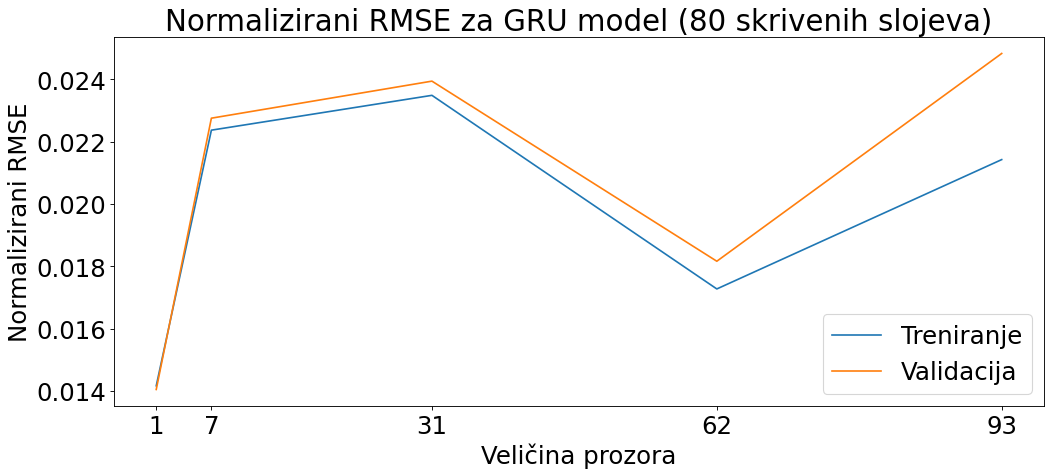 Normalizirani RMSE za GRU model (80 skrivenih slojeva)
Normalizirani RMSE
0.024
0.022
0.020
0.018
0.016
0.014
1 7 31 62 93
Veličina prozora
Treniranje
Validacija